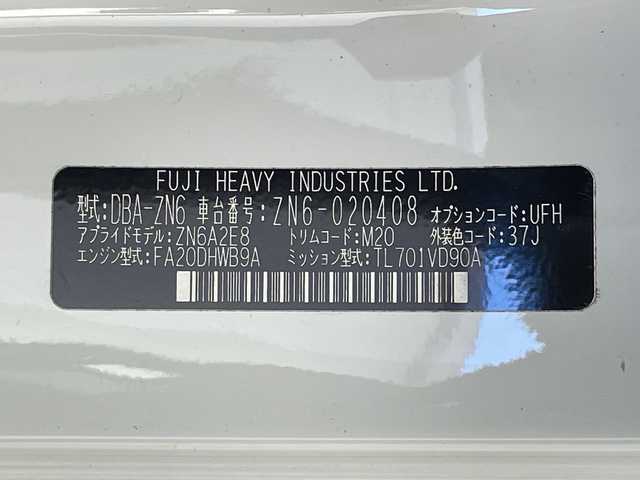 FUJI HEAVY INDUSTRIES LTD.
型式:DBA-ZN6 車台番号:ZN6-020408 オプションコード:UFH
アプライドモデル:ZN6A2E8 トリムコード:M20 外装色コード:37J
エンジン型式:FA20DHWB9A ミッション型式:TL701VD90A